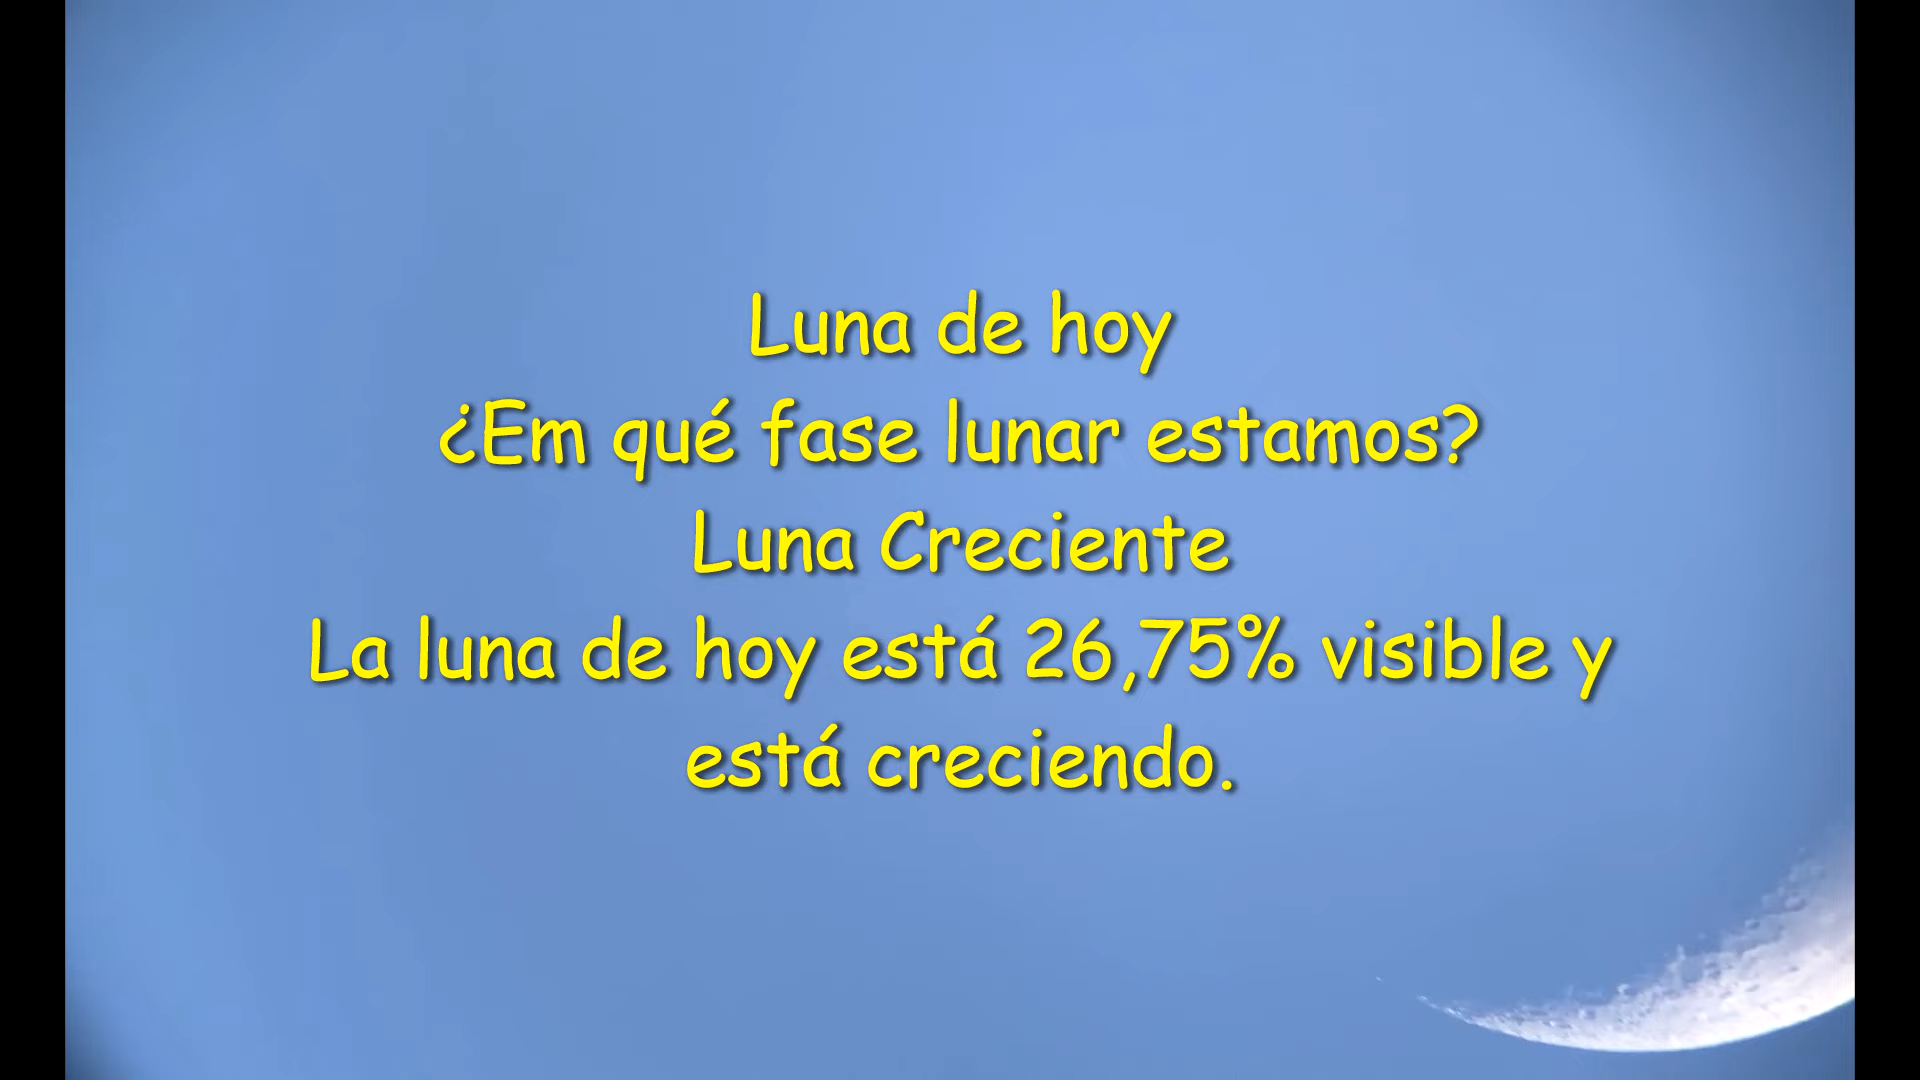 Luna de hoy
¿Em qué fase lunar estamos?
Luna Creciente
La luna de hoy está 26,75% visible y
está creciendo.